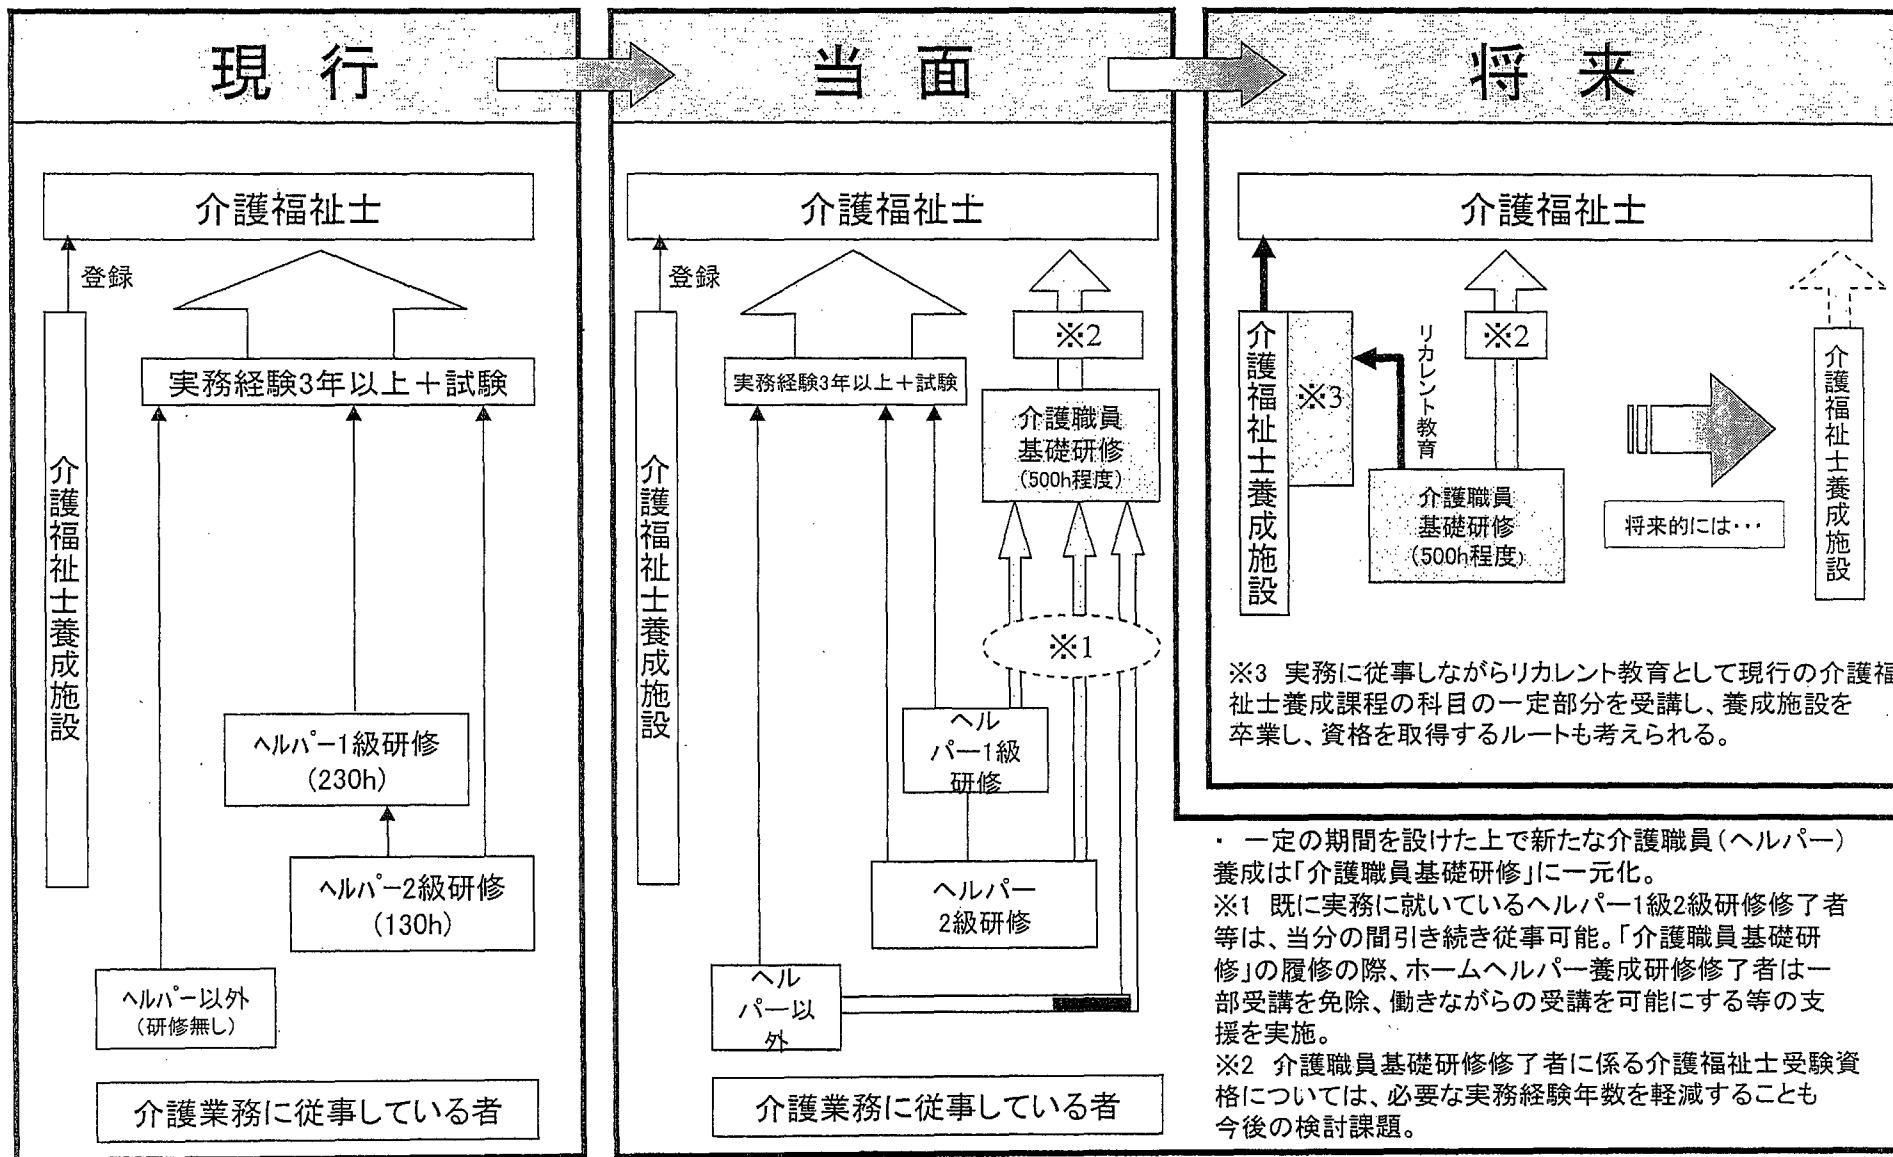 現 行
介護福祉士
登録
実務経験3年以上＋試験
介護福祉士養成施設
ヘルパー1級研修
(230h)
ヘルパー2級研修
(130h)
ヘルパー以外
(研修無し)
介護業務に従事している者
当 面
介護福祉士
登録
※2
実務経験3年以上＋試験
介護職員
基礎研修
(500h程度)
介護福祉士養成施設
※1
ヘル
パー1級
研修
ヘルパー
2級研修
ヘル
パー以
外
介護業務に従事している者
将 来
介護福祉士
介護福祉士養成施設
※3
リカレント教育
※2
介護職員
基礎研修
(500h程度)
将来的には･･･
介護福祉士養成施設
※3 実務に従事しながらリカレント教育として現行の介護福
祉士養成課程の科目の一定部分を受講し、養成施設を
卒業し、資格を取得するルートも考えられる。
・ 一定の期間を設けた上で新たな介護職員(ヘルパー)
養成は｢介護職員基礎研修｣に一元化。
※1 既に実務に就いているヘルパー1級2級研修修了者
等は、当分の間引き続き従事可能。｢介護職員基礎研
修｣の履修の際、ホームヘルパー養成研修修了者は一
部受講を免除、働きながらの受講を可能にする等の支
援を実施。
※2 介護職員基礎研修修了者に係る介護福祉士受験資
格については、必要な実務経験年数を軽減することも
今後の検討課題。